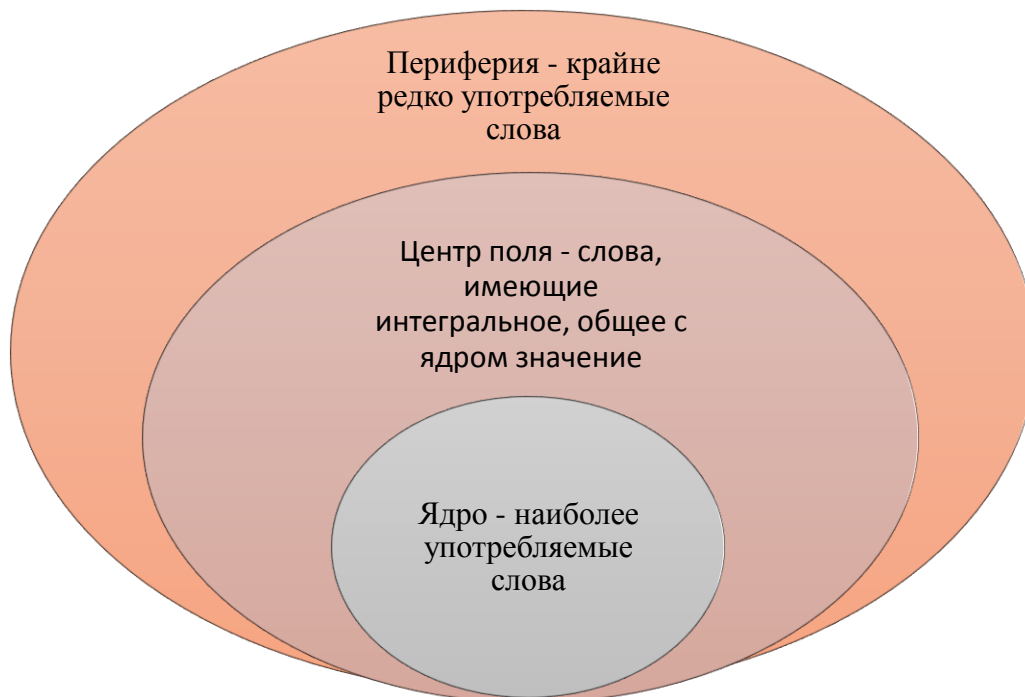 Периферия - крайне
редко употребляемые
слова
Центр поля - слова,
имеющие
интегральное, общее с
ядром значение
Ядро - наиболее
употребляемые
слова